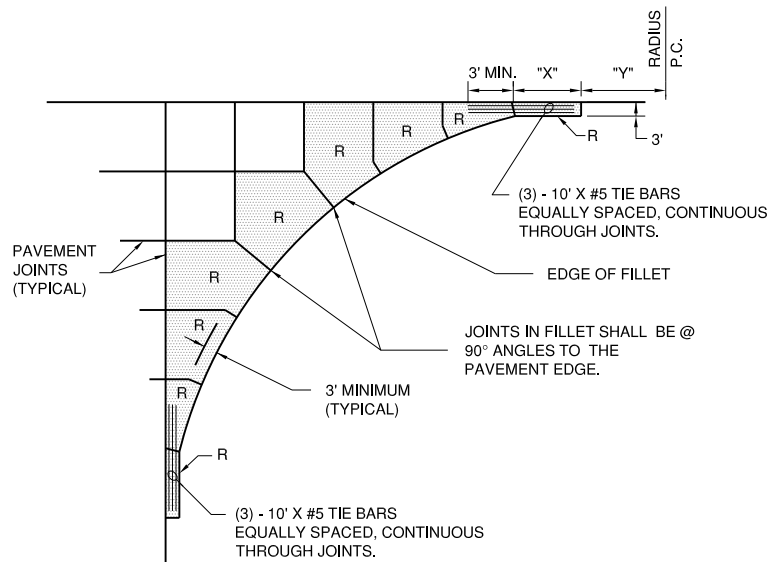 RADIUS
P.C.
3' MIN.
"X"
"Y"
R
3'
R
R
R
R
(3) - 10' X #5 TIE BARS
EQUALLY SPACED, CONTINUOUS
THROUGH JOINTS.
R
PAVEMENT
JOINTS
(TYPICAL)
R
EDGE OF FILLET
R
JOINTS IN FILLET SHALL BE @
90° ANGLES TO THE
PAVEMENT EDGE.
R
3' MINIMUM
(TYPICAL)
R
(3) - 10' X #5 TIE BARS
EQUALLY SPACED, CONTINUOUS
THROUGH JOINTS.